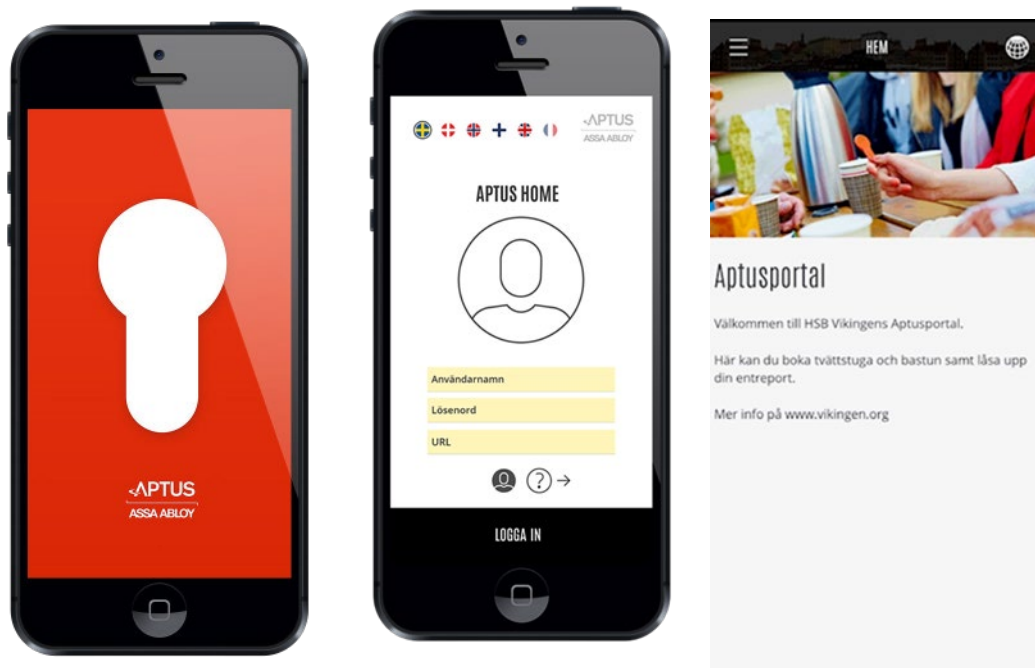 APTUS
ASSA ABLOY
APTUS
ASSA ABLOY
APTUS HOME
Användarnamn
Lösenord
URL
?
LOGGA IN
HEM
Aptusportal
Välkommen till HSB Vikingens Aptusportal.
Här kan du boka tvättstuga och bastun samt låsa upp
din entreport.
Mer info på www.vikingen.org